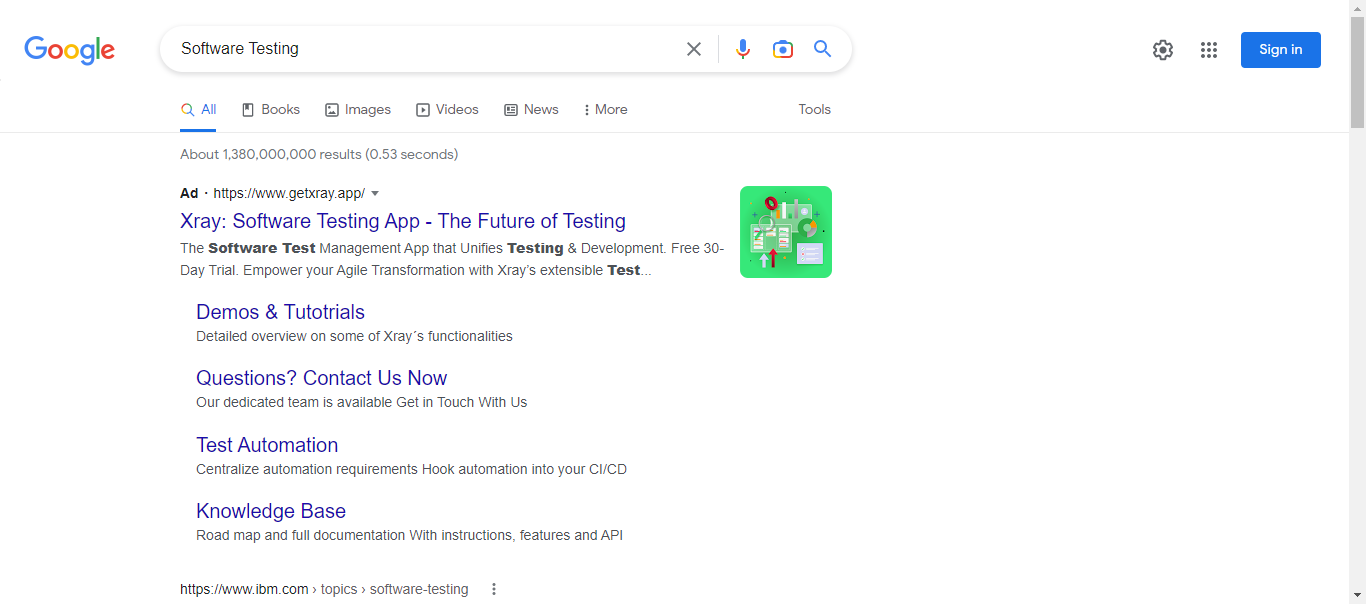 Google
Software Testing
Sign in
All Books Images Videos News More Tools
About 1,380,000,000 results (0.53 seconds)
Ad · https://www.getxray.app/
Xray: Software Testing App - The Future of Testing
The Software Test Management App that Unifies Testing & Development. Free 30-
Day Trial. Empower your Agile Transformation with Xray’s extensible Test...
Demos & Tutotrials
Detailed overview on some of Xray´s functionalities
Questions? Contact Us Now
Our dedicated team is available Get in Touch With Us
Test Automation
Centralize automation requirements Hook automation into your CI/CD
Knowledge Base
Road map and full documentation With instructions, features and API
https://www.ibm.com › topics › software-testing